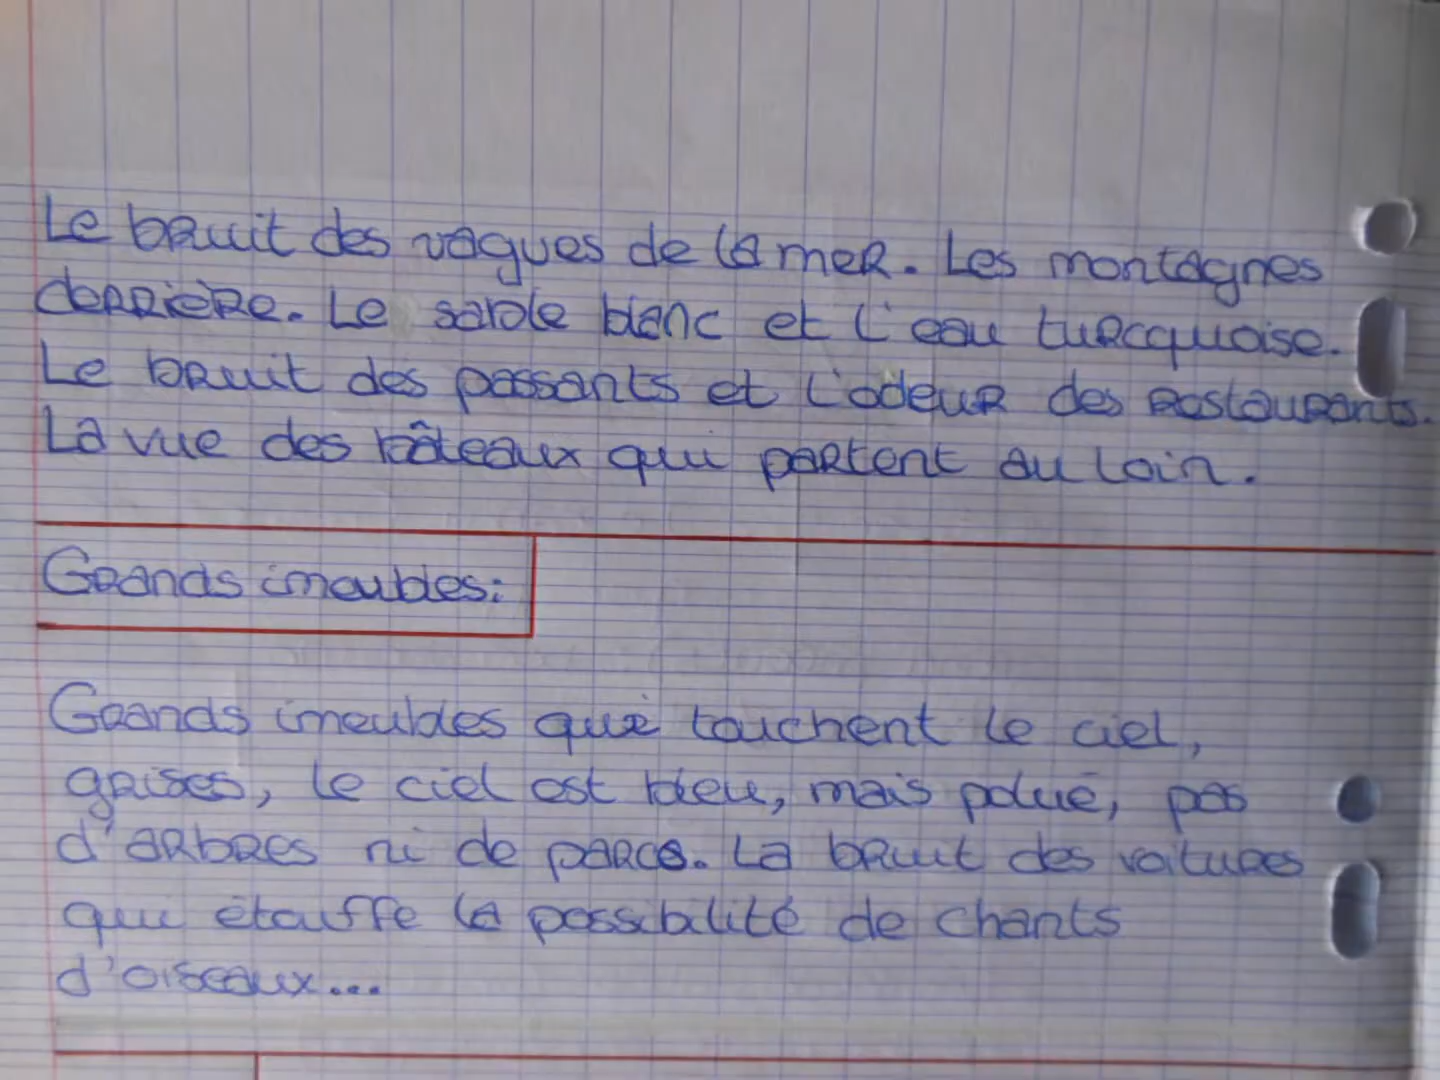 Le bruit des vagues de la mer. Les montagnes
derrière. Le sable blanc et l'eau turcquoise.
Le bruit des passants et l'odeur des restaurants.
La vue des bâteaux qui partent au loin.
Grands imeubles:
Grands imeubles qui touchent le ciel,
grises, le ciel est bleu, mais polué, pas
d'arbres ni de parcs. La bruit des voitures
qui étouffe la possibilité de chants
d'oiseaux...